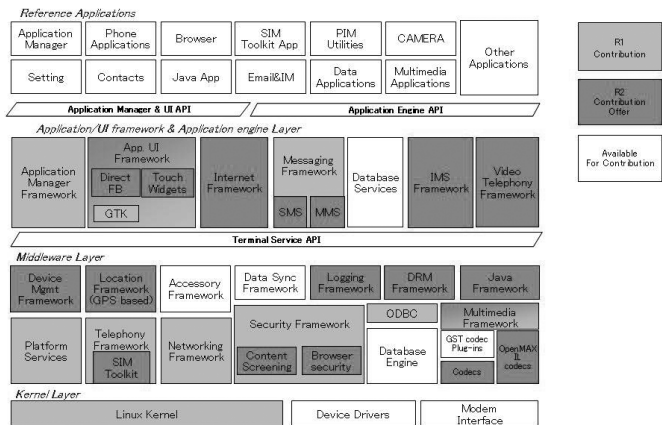 Reference Applications
Application Manager
Phone Applications
Browser
SIM Toolkit App
PIM Utilities
CAMERA
Other Applications
Setting
Contacts
Java App
Email&IM
Data Applications
Multimedia Applications
Application Manager & UI API
Application Engine API
Application/UI framework & Application engine Layer
Application Manager Framework
App. UI Framework
Direct FB
Touch Widgets
GTK
Internet Framework
Messaging Framework
SMS
MMS
Database Services
IMS Framework
Video Telephony Framework
Terminal Service API
Middleware Layer
Device Mgmt Framework
Location Framework (GPS based)
Accessory Framework
Data Sync Framework
Logging Framework
DRM Framework
Java Framework
Platform Services
Telephony Framework
SIM Toolkit
Networking Framework
Security Framework
Content Screening
Browser security
ODBC
Database Engine
Multimedia Framework
GST codec Plug-ins
Codecs
OpenMAX IL codecs
Kernel Layer
Linux Kernel
Device Drivers
Modem Interface
R1 Contribution
R2 Contribution Offer
Available For Contribution